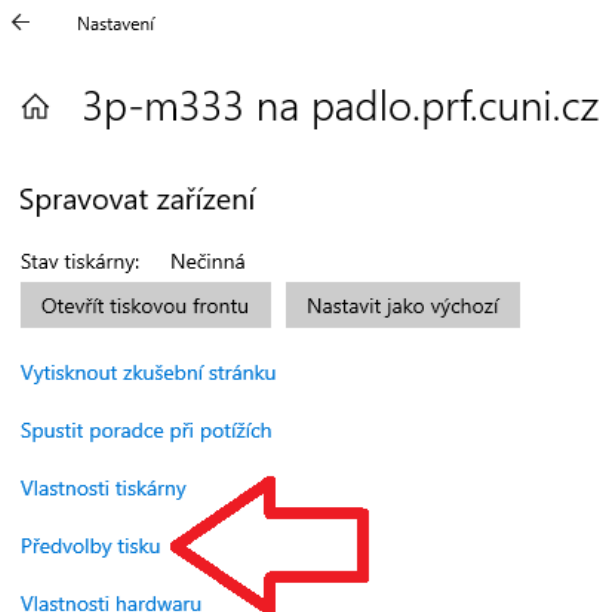 Nastavení
3p-m333 na padlo.prf.cuni.cz
Spravovat zařízení
Stav tiskárny: Nečinná
Otevřít tiskovou frontu Nastavit jako výchozí
Vytisknout zkušební stránku
Spustit poradce při potížích
Vlastnosti tiskárny
Předvolby tisku
Vlastnosti hardwaru